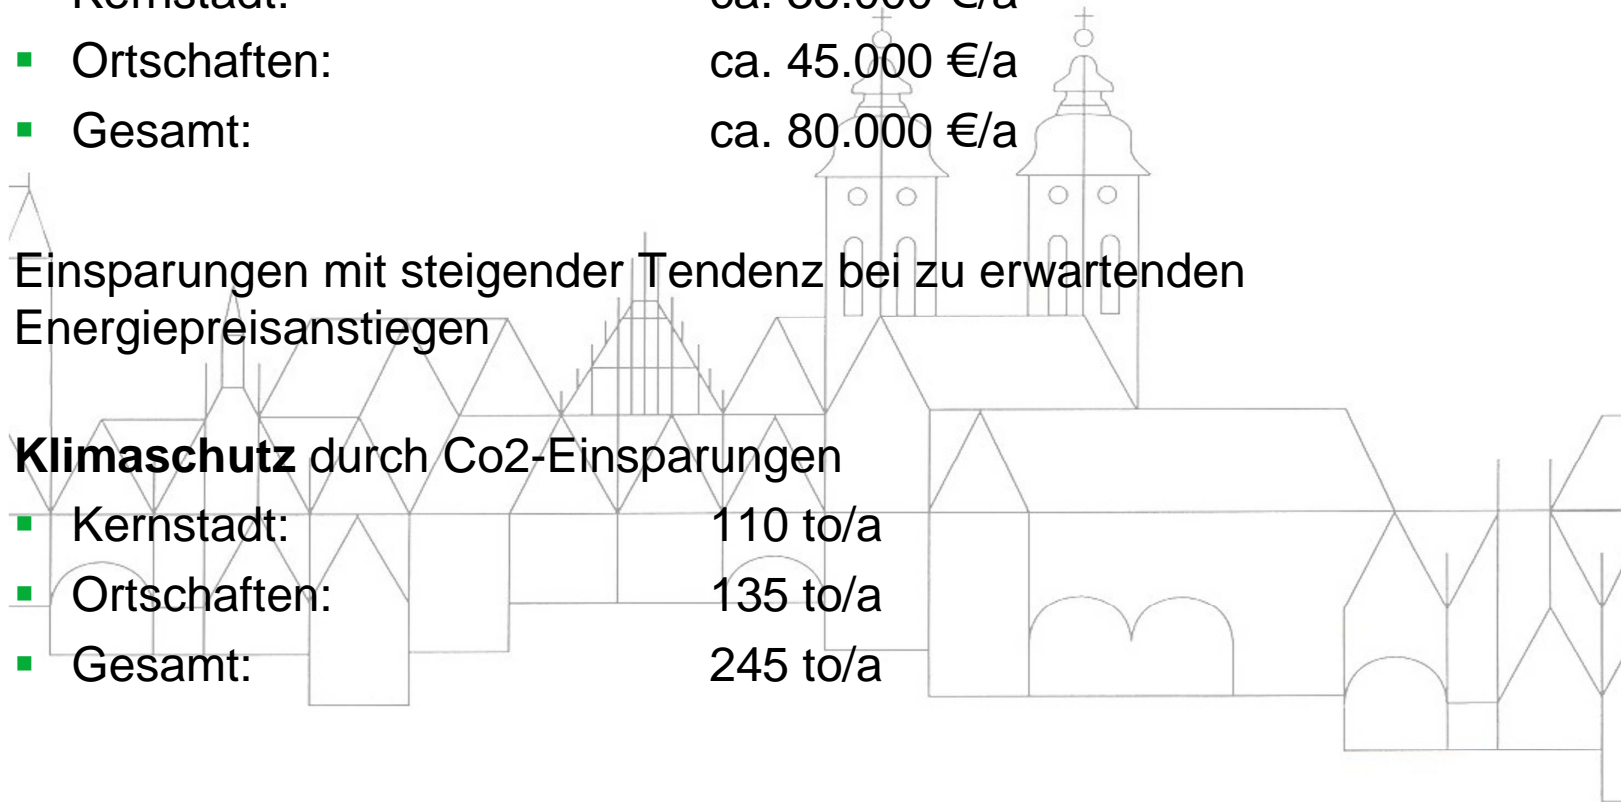 Kernstadt:
Ortschaften: ca. 45.000 €/a
Gesamt: ca. 80.000 €/a
Einsparungen mit steigender Tendenz bei zu erwartenden
Energiepreisanstiegen
Klimaschutz durch Co2-Einsparungen
Kernstadt: 110 to/a
Ortschaften: 135 to/a
Gesamt: 245 to/a